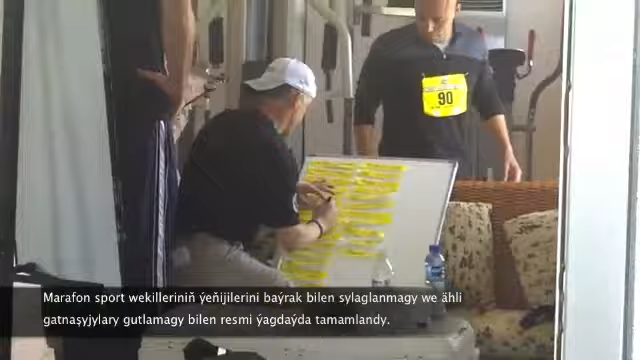 90
Marafon sport wekilleriniň ýeňijilerini baýrak bilen sylaglanmagy we ähli
gatnaşyjylary gutlamagy bilen resmi ýagdaýda tamamlandy.